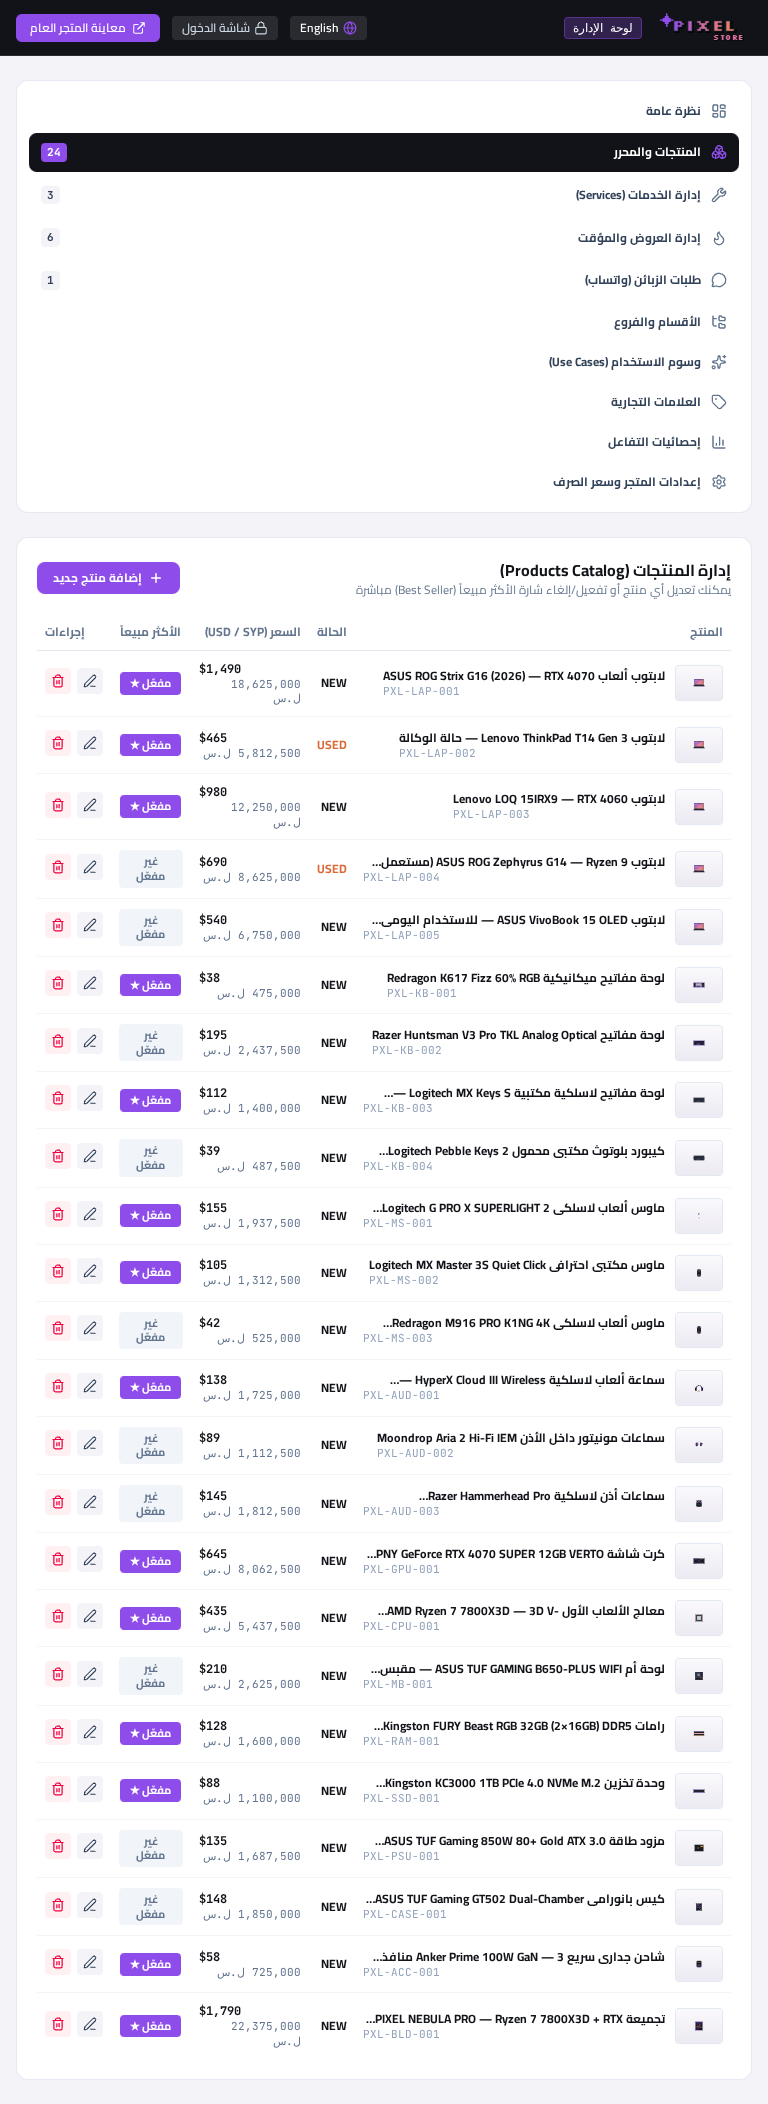 PIXEL
STORE
لوحة الإدارة
English
شاشة الدخول
معاينة المتجر العام
نظرة عامة
المنتجات والمحرر 24
إدارة الخدمات (Services) 3
إدارة العروض والمؤقت 6
طلبات الزبائن (واتساب) 1
الأقسام والفروع
وسوم الاستخدام (Use Cases)
العلامات التجارية
إحصائيات التفاعل
إعدادات المتجر وسعر الصرف
إدارة المنتجات (Products Catalog)
يمكنك تعديل أي منتج أو تفعيل/إلغاء شارة الأكثر مبيعاً (Best Seller) مباشرة
إضافة منتج جديد
المنتج الحالة السعر (USD / SYP) الأكثر مبيعاً إجراءات
لابتوب ألعاب ASUS ROG Strix G16 (2026) — RTX 4070
PXL-LAP-001
NEW
$1,490
18,625,000
ل.س
مفعّل ★
لابتوب Lenovo ThinkPad T14 Gen 3 — حالة الوكالة
PXL-LAP-002
USED
$465
5,812,500 ل.س
مفعّل ★
لابتوب Lenovo LOQ 15IRX9 — RTX 4060
PXL-LAP-003
NEW
$980
12,250,000
ل.س
مفعّل ★
لابتوب ASUS ROG Zephyrus G14 — Ryzen 9 (مستعمل...
PXL-LAP-004
USED
$690
8,625,000 ل.س
غير
مفعّل
لابتوب ASUS VivoBook 15 OLED — للاستخدام اليومي...
PXL-LAP-005
NEW
$540
6,750,000 ل.س
غير
مفعّل
لوحة مفاتيح ميكانيكية Redragon K617 Fizz 60% RGB
PXL-KB-001
NEW
$38
475,000 ل.س
مفعّل ★
لوحة مفاتيح Razer Huntsman V3 Pro TKL Analog Optical
PXL-KB-002
NEW
$195
2,437,500 ل.س
غير
مفعّل
لوحة مفاتيح لاسلكية مكتبية Logitech MX Keys S —...
PXL-KB-003
NEW
$112
1,400,000 ل.س
مفعّل ★
كيبورد بلوتوث مكتبي محمول Logitech Pebble Keys 2...
PXL-KB-004
NEW
$39
487,500 ل.س
غير
مفعّل
ماوس ألعاب لاسلكي Logitech G PRO X SUPERLIGHT 2...
PXL-MS-001
NEW
$155
1,937,500 ل.س
مفعّل ★
ماوس مكتبي احترافي Logitech MX Master 3S Quiet Click
PXL-MS-002
NEW
$105
1,312,500 ل.س
مفعّل ★
ماوس ألعاب لاسلكي Redragon M916 PRO K1NG 4K...
PXL-MS-003
NEW
$42
525,000 ل.س
غير
مفعّل
سماعة ألعاب لاسلكية HyperX Cloud III Wireless —...
PXL-AUD-001
NEW
$138
1,725,000 ل.س
مفعّل ★
سماعات مونيتور داخل الأذن Moondrop Aria 2 Hi-Fi IEM
PXL-AUD-002
NEW
$89
1,112,500 ل.س
غير
مفعّل
سماعات أذن لاسلكية Razer Hammerhead Pro...
PXL-AUD-003
NEW
$145
1,812,500 ل.س
غير
مفعّل
كرت شاشة PNY GeForce RTX 4070 SUPER 12GB VERTO...
PXL-GPU-001
NEW
$645
8,062,500 ل.س
مفعّل ★
معالج الألعاب الأول AMD Ryzen 7 7800X3D — 3D V-...
PXL-CPU-001
NEW
$435
5,437,500 ل.س
مفعّل ★
لوحة أم ASUS TUF GAMING B650-PLUS WIFI — مقبس...
PXL-MB-001
NEW
$210
2,625,000 ل.س
غير
مفعّل
رامات Kingston FURY Beast RGB 32GB (2×16GB) DDR5...
PXL-RAM-001
NEW
$128
1,600,000 ل.س
مفعّل ★
وحدة تخزين Kingston KC3000 1TB PCIe 4.0 NVMe M.2...
PXL-SSD-001
NEW
$88
1,100,000 ل.س
مفعّل ★
مزود طاقة ASUS TUF Gaming 850W 80+ Gold ATX 3.0...
PXL-PSU-001
NEW
$135
1,687,500 ل.س
غير
مفعّل
كيس بانورامي ASUS TUF Gaming GT502 Dual-Chamber...
PXL-CASE-001
NEW
$148
1,850,000 ل.س
غير
مفعّل
شاحن جداري سريع Anker Prime 100W GaN — 3 منافذ...
PXL-ACC-001
NEW
$58
725,000 ل.س
مفعّل ★
تجميعة PIXEL NEBULA PRO — Ryzen 7 7800X3D + RTX...
PXL-BLD-001
NEW
$1,790
22,375,000
ل.س
مفعّل ★